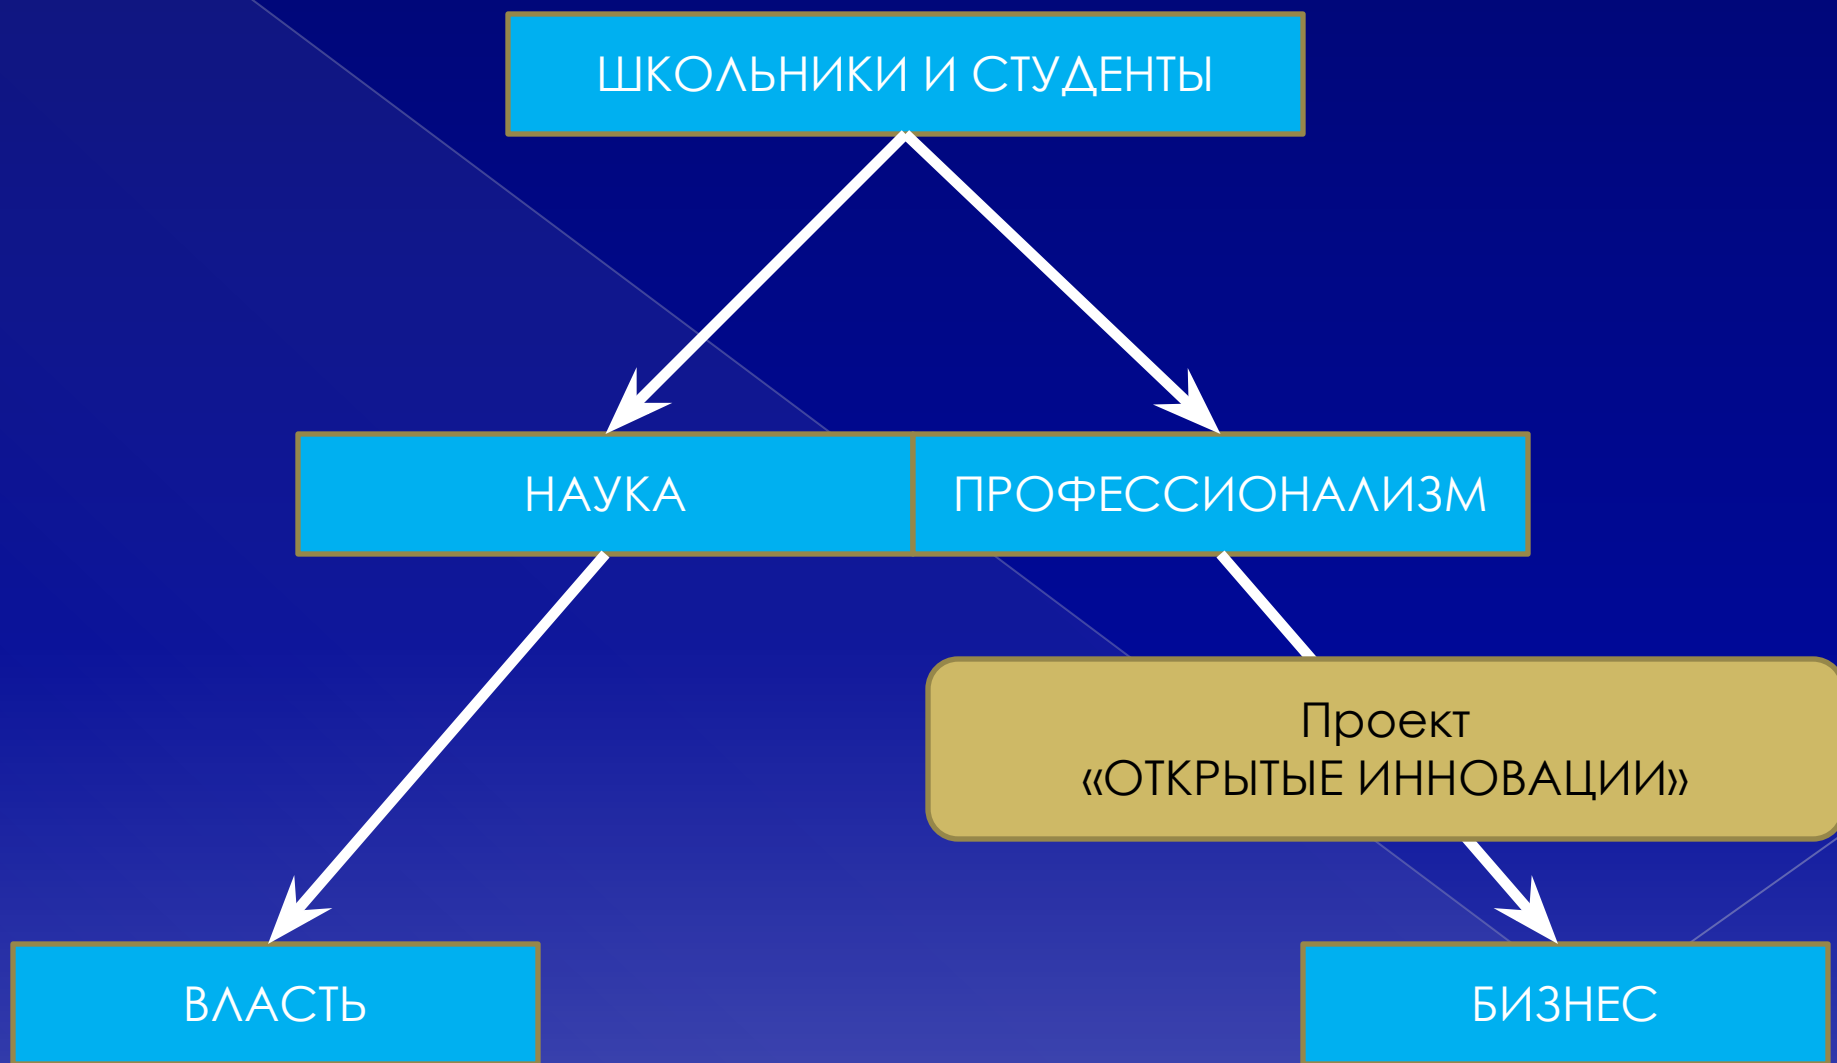 ШКОЛЬНИКИ И СТУДЕНТЫ
НАУКА
ПРОФЕССИОНАЛИЗМ
Проект
«ОТКРЫТЫЕ ИННОВАЦИИ»
ВЛАСТЬ
БИЗНЕС